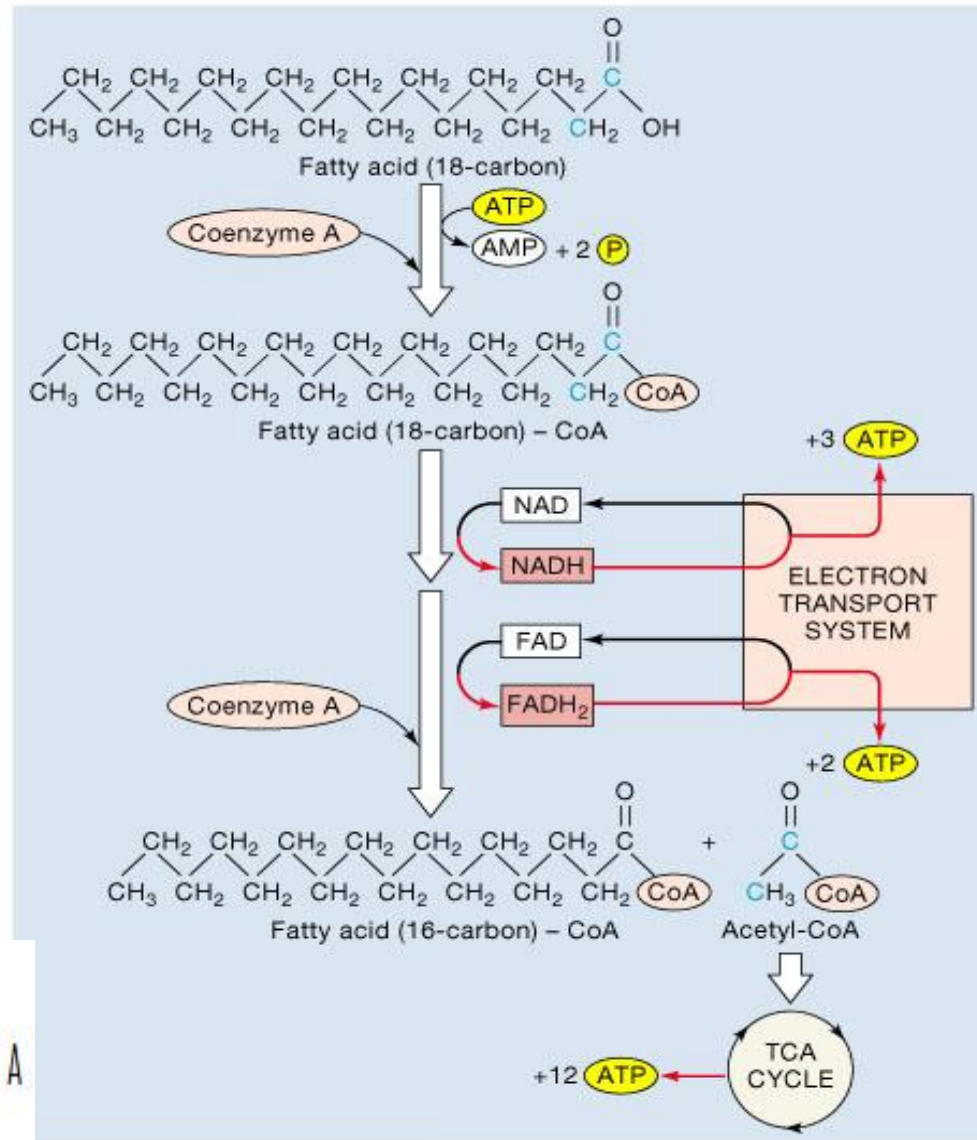 O
CH₂ CH₂ CH₂ CH₂ CH₂ CH₂ CH₂ CH₂ C
CH₃ CH₂ CH₂ CH₂ CH₂ CH₂ CH₂ CH₂ CH₂ OH
Fatty acid (18-carbon)
ATP
Coenzyme A
AMP + 2 P
O
CH₂ CH₂ CH₂ CH₂ CH₂ CH₂ CH₂ CH₂ C
CH₃ CH₂ CH₂ CH₂ CH₂ CH₂ CH₂ CH₂ CH₂ CoA
Fatty acid (18-carbon) – CoA
+3 ATP
NAD
NADH
ELECTRON
TRANSPORT
SYSTEM
FAD
FADH₂
Coenzyme A
+2 ATP
O O
CH₂ CH₂ CH₂ CH₂ CH₂ CH₂ CH₂ C + C
CH₃ CH₂ CH₂ CH₂ CH₂ CH₂ CH₂ CH₂ CoA CH₃ CoA
Fatty acid (16-carbon) – CoA Acetyl-CoA
TCA
CYCLE
+12 ATP
A